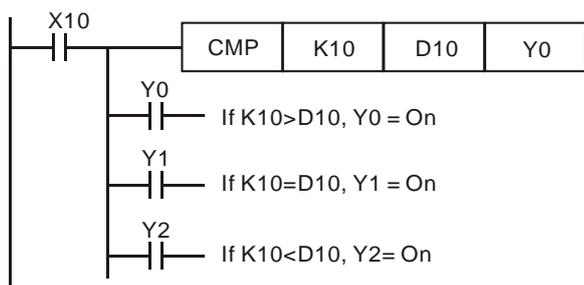 X10
CMP K10 D10 Y0
Y0
If K10>D10, Y0 = On
Y1
If K10=D10, Y1 = On
Y2
If K10<D10, Y2= On